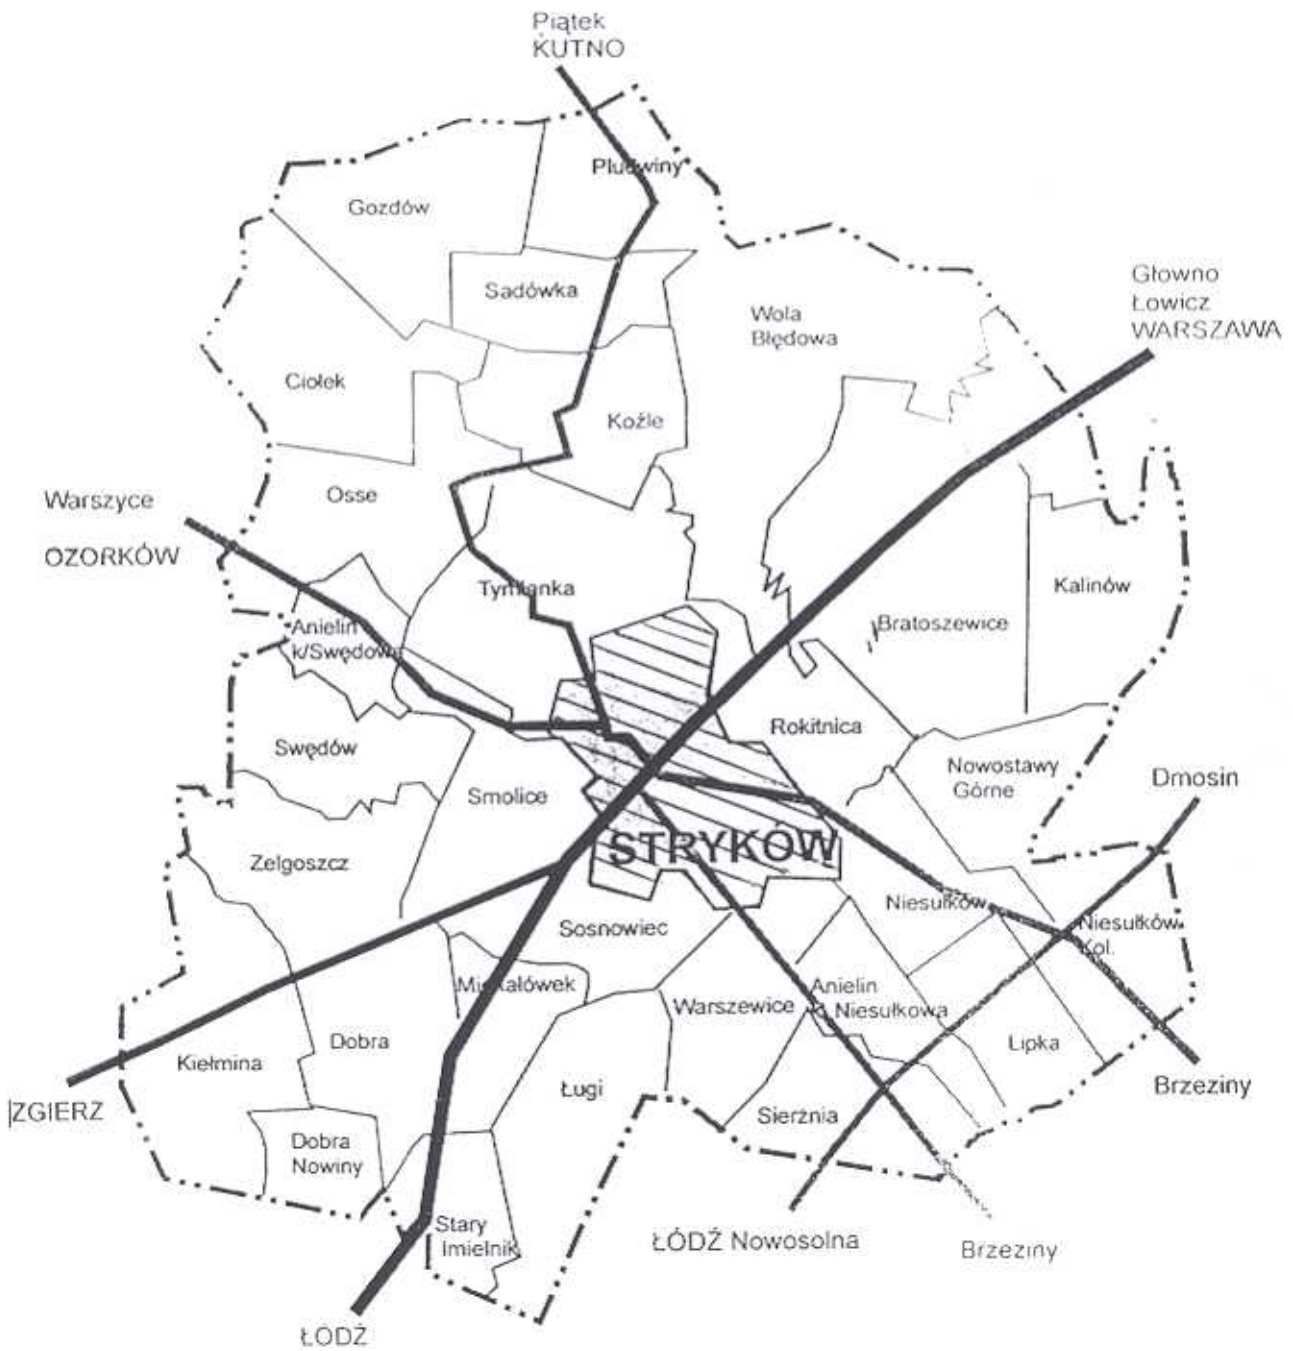 Piątek
KUTNO
Pludwiny
Gozdów
Głowno
Łowicz
WARSZAWA
Sadówka
Wola
Błędowa
Ciołek
Koźle
Osse
Warszyce
OZORKÓW
Tymianka
Kalinów
Anielin
k/Swędowa
Bratoszewice
Rokitnica
Swędów
Nowostawy
Górne
Dmosin
Smolice
STRYKÓW
Zelgoszcz
Niesułków
Niesułków
Kol.
Sosnowiec
Michałówek
Warszewice
Anielin
Niesułkowa
Dobra
Lipka
Kiełmina
Ługi
Brzeziny
ZGIERZ
Sierżnia
Dobra
Nowiny
Stary
Imielnik
ŁÓDŹ Nowosolna
Brzeziny
ŁÓDŹ